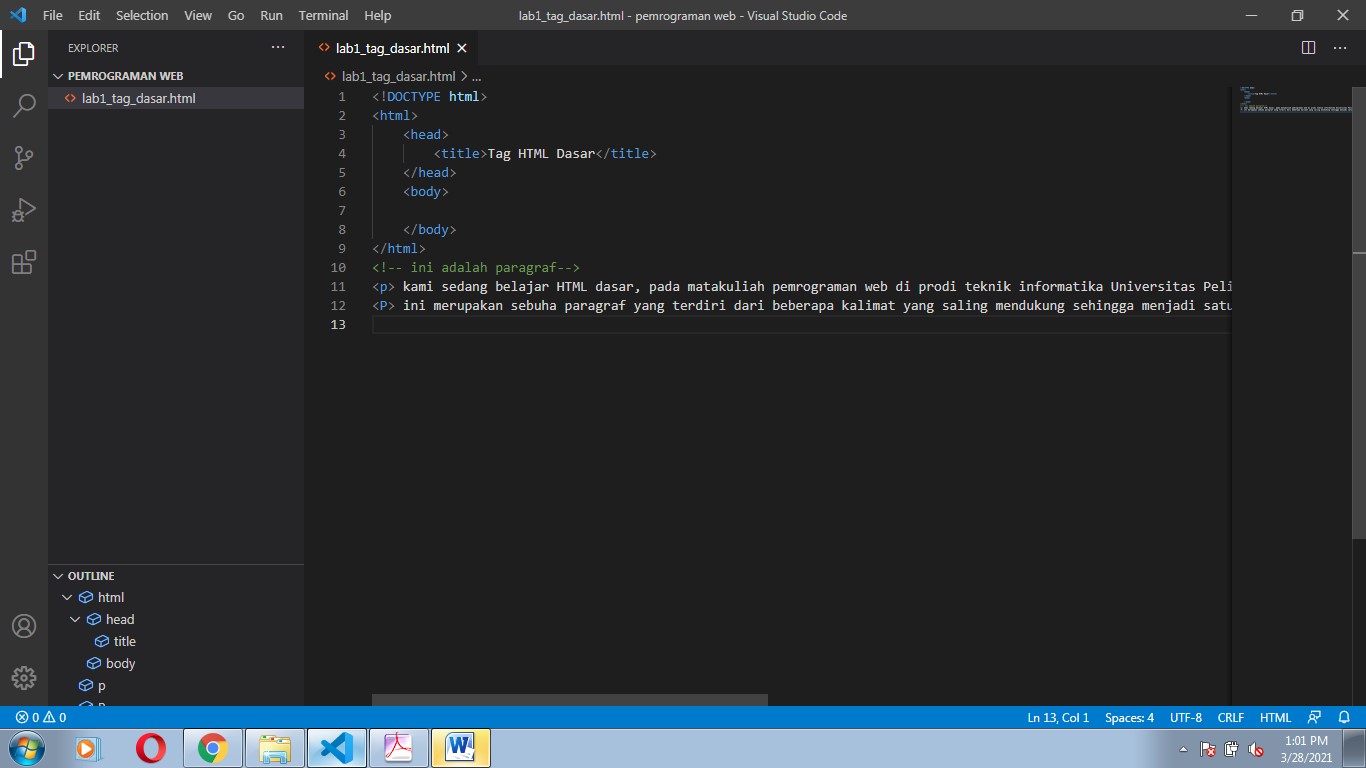 File Edit Selection View Go Run Terminal Help lab1_tag_dasar.html - pemrograman web - Visual Studio Code
EXPLORER
PEMROGRAMAN WEB
lab1_tag_dasar.html
OUTLINE
html
head
title
body
p
lab1_tag_dasar.html
lab1_tag_dasar.html > ...
1 <!DOCTYPE html>
2 <html>
3 <head>
4 <title>Tag HTML Dasar</title>
5 </head>
6 <body>
7
8 </body>
9 </html>
10 <!-- ini adalah paragraf-->
11 <p> kami sedang belajar HTML dasar, pada matakuliah pemrograman web di prodi teknik informatika Universitas Peli
12 <P> ini merupakan sebuha paragraf yang terdiri dari beberapa kalimat yang saling mendukung sehingga menjadi satu
13
0 0 Ln 13, Col 1 Spaces: 4 UTF-8 CRLF HTML
1:01 PM
3/28/2021